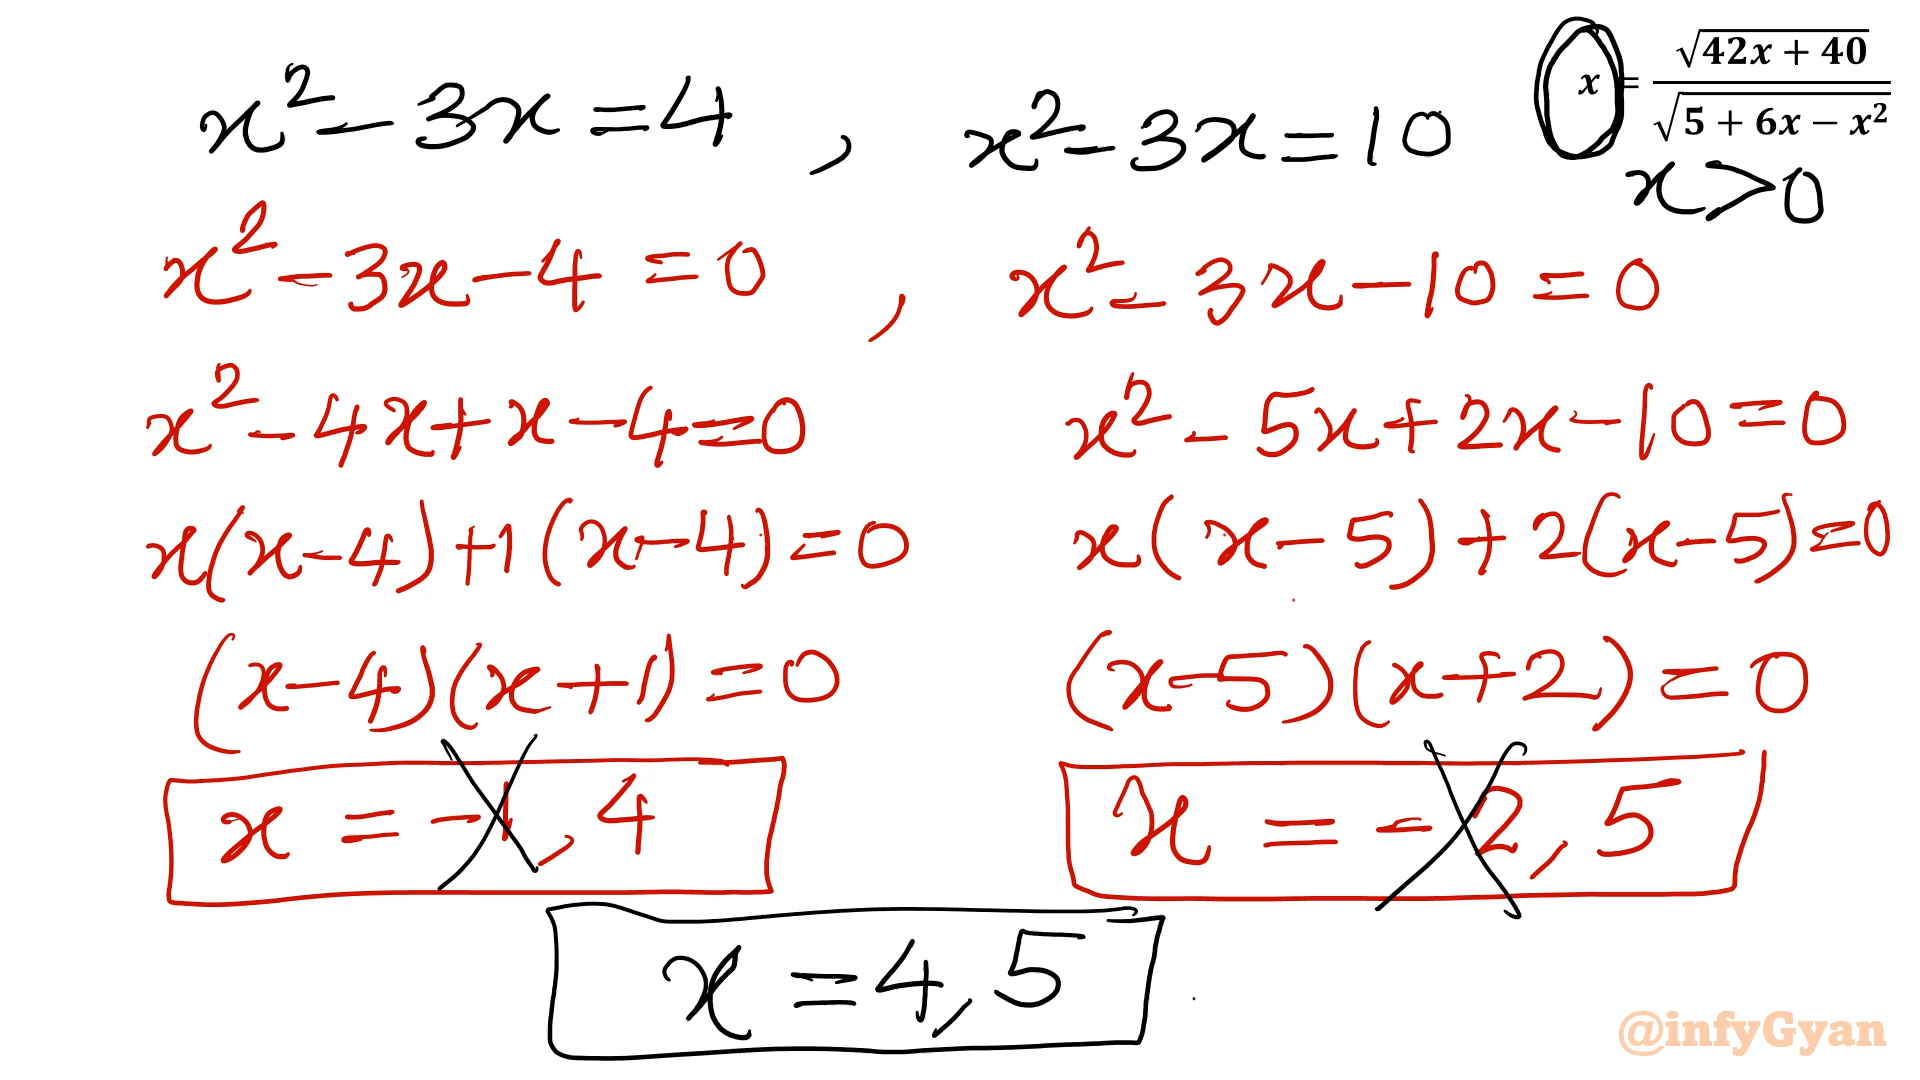 x² - 3x = 4 , x² - 3x = 10
x = √(42x + 40) / √(5 + 6x − x²)
x > 0
x² - 3x - 4 = 0 , x² - 3x - 10 = 0
x² - 4x + x - 4 = 0 x² - 5x + 2x - 10 = 0
x(x-4) + 1(x-4) = 0 x(x-5) + 2(x-5) = 0
(x-4)(x+1) = 0 (x-5)(x+2) = 0
x = -1, 4 x = -2, 5
x = 4, 5
@infyGyan